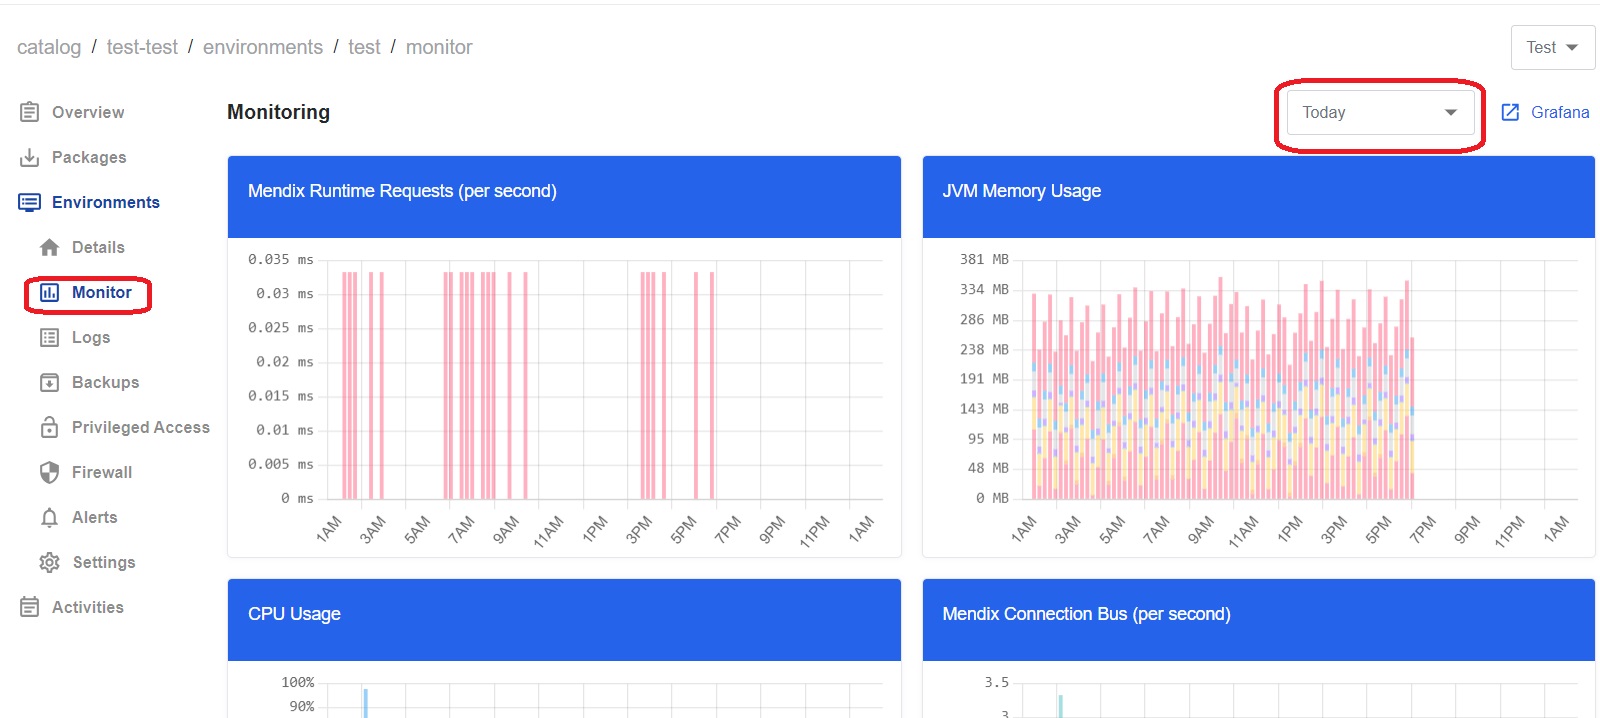 catalog / test-test / environments / test / monitor
Test
Overview
Packages
Environments
Details
Monitor
Logs
Backups
Privileged Access
Firewall
Alerts
Settings
Activities
Monitoring
Today
Grafana
Mendix Runtime Requests (per second)
0.035 ms
0.03 ms
0.025 ms
0.02 ms
0.015 ms
0.01 ms
0.005 ms
0 ms
1AM 3AM 5AM 7AM 9AM 11AM 1PM 3PM 5PM 7PM 9PM 11PM 1AM
JVM Memory Usage
381 MB
334 MB
286 MB
238 MB
191 MB
143 MB
95 MB
48 MB
0 MB
1AM 3AM 5AM 7AM 9AM 11AM 1PM 3PM 5PM 7PM 9PM 11PM 1AM
CPU Usage
100%
90%
Mendix Connection Bus (per second)
3.5
3